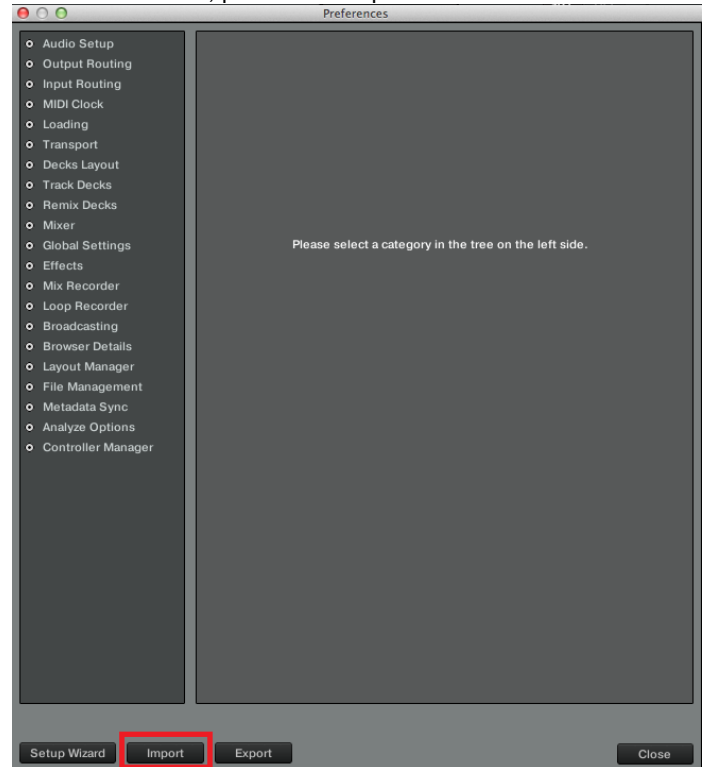 Preferences
Audio Setup
Output Routing
Input Routing
MIDI Clock
Loading
Transport
Decks Layout
Track Decks
Remix Decks
Mixer
Global Settings
Effects
Mix Recorder
Loop Recorder
Broadcasting
Browser Details
Layout Manager
File Management
Metadata Sync
Analyze Options
Controller Manager
Please select a category in the tree on the left side.
Setup Wizard Import Export Close